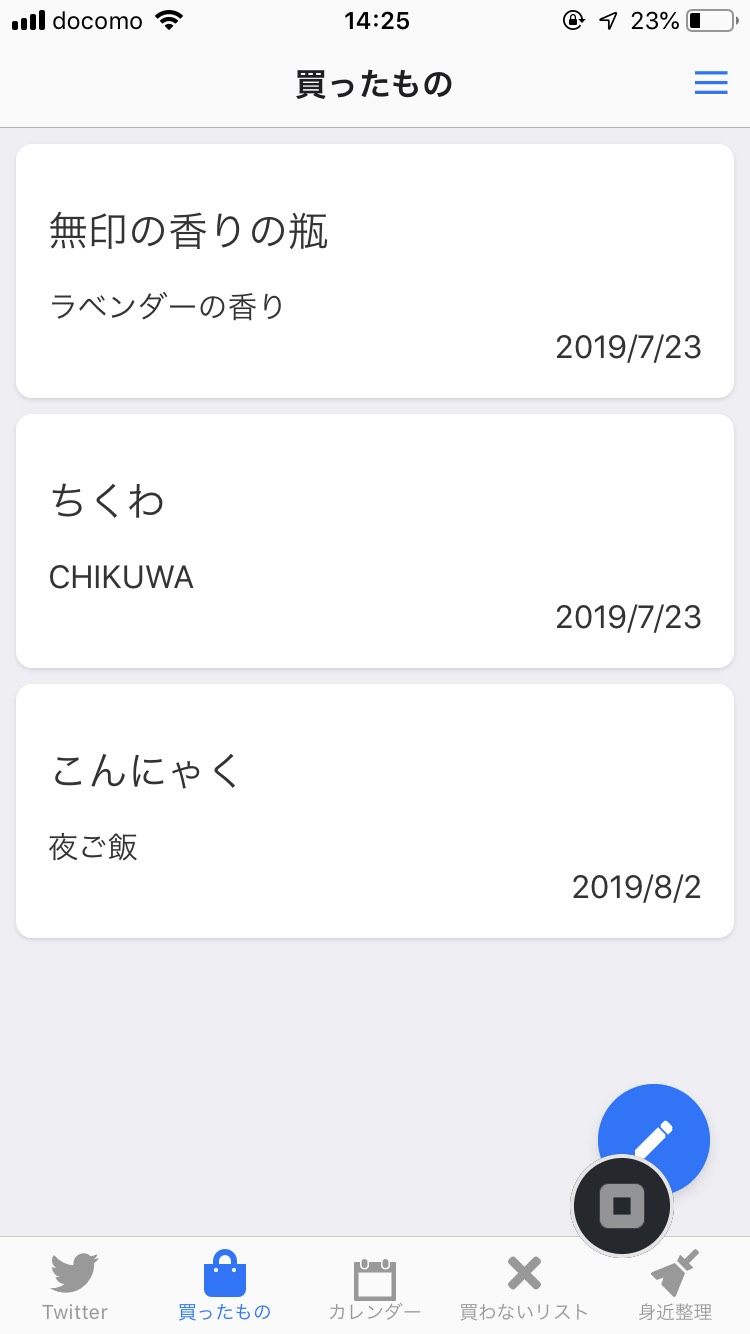 docomo 14:25 23%
買ったもの
無印の香りの瓶
ラベンダーの香り
2019/7/23
ちくわ
CHIKUWA
2019/7/23
こんにゃく
夜ご飯
2019/8/2
Twitter 買ったもの カレンダー 買わないリスト 身近整理